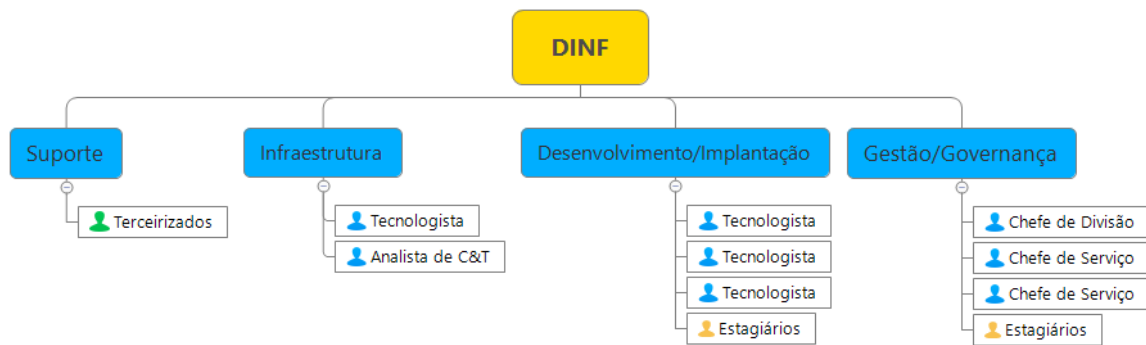 DINF
Suporte
Terceirizados
Infraestrutura
Tecnologista
Analista de C&T
Desenvolvimento/Implantação
Tecnologista
Tecnologista
Tecnologista
Estagiários
Gestão/Governança
Chefe de Divisão
Chefe de Serviço
Chefe de Serviço
Estagiários